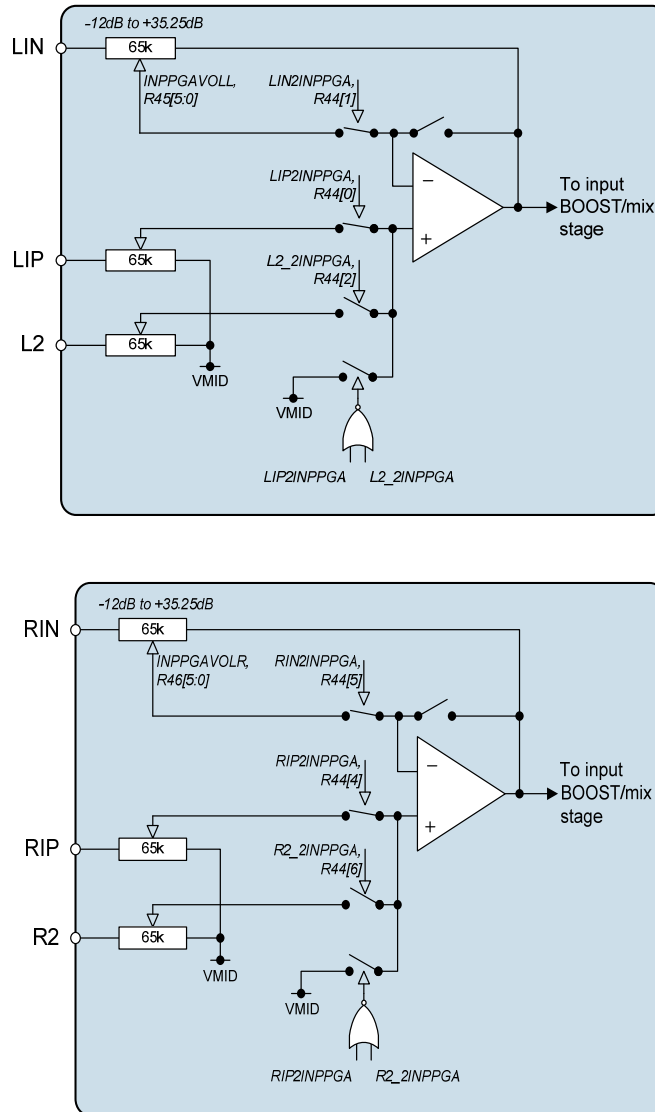 -12dB to +35.25dB
LIN
65k
INPPGAVOLL,
R45[5:0]
LIN2INPPGA,
R44[1]
LIP2INPPGA,
R44[0]
−
+
To input
BOOST/mix
stage
LIP
65k
L2_2INPPGA,
R44[2]
L2
65k
VMID
VMID
LIP2INPPGA L2_2INPPGA
-12dB to +35.25dB
RIN
65k
INPPGAVOLR,
R46[5:0]
RIN2INPPGA,
R44[5]
RIP2INPPGA,
R44[4]
−
+
To input
BOOST/mix
stage
RIP
65k
R2_2INPPGA,
R44[6]
R2
65k
VMID
VMID
RIP2INPPGA R2_2INPPGA